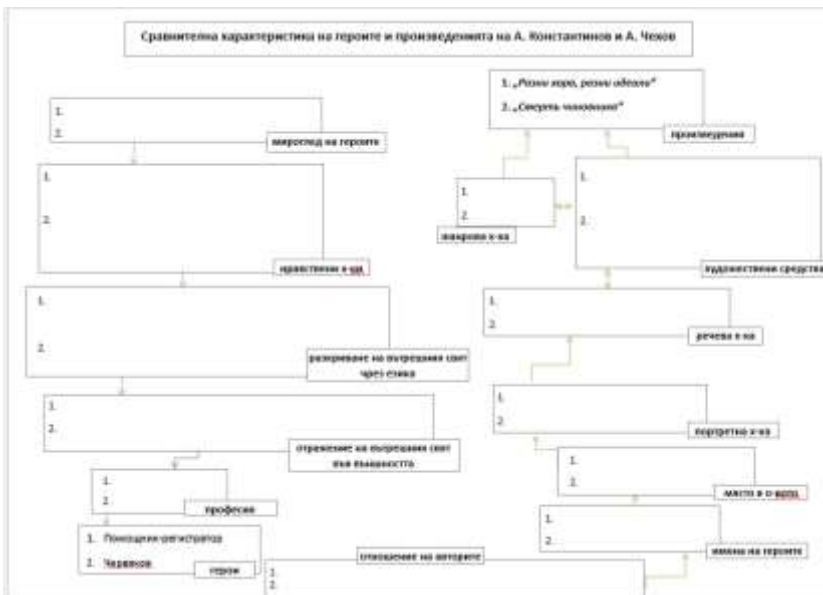 Сравнителна характеристика на героите и произведенията на А. Константинов и А. Чехов
1. „Разни хора, разни идеали“
2. „Смерть чиновника“
произведения
1.
2.
мироглед на героите
1.
2.
нравствени х-ки
1.
2.
жанрова х-ка
1.
2.
художествени средства
1.
2.
разкриване на вътрешния свят
чрез езика
1.
2.
речева х-ка
1.
2.
отражение на вътрешния свят
във външността
1.
2.
портретна х-ка
1.
2.
професия
1.
2.
място в
1. Помощник-регистратор
2. Червяков
герои
1.
2.
имена на героите
отношение на авторите
1.
2.